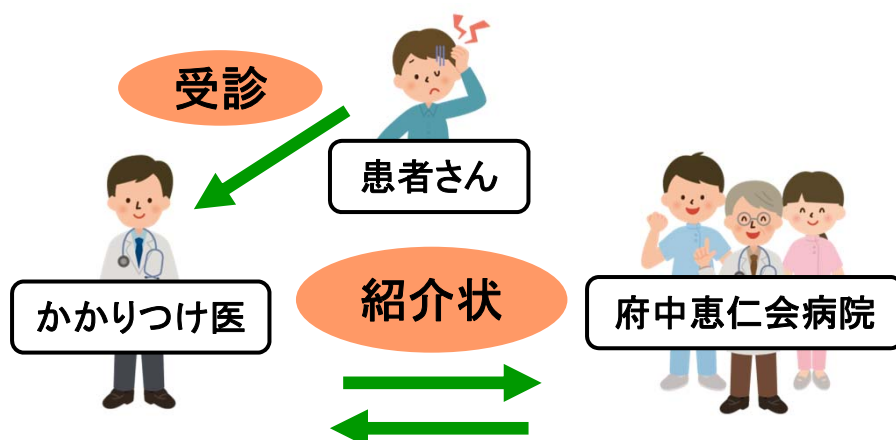 受診
患者さん
かかりつけ医
紹介状
府中恵仁会病院